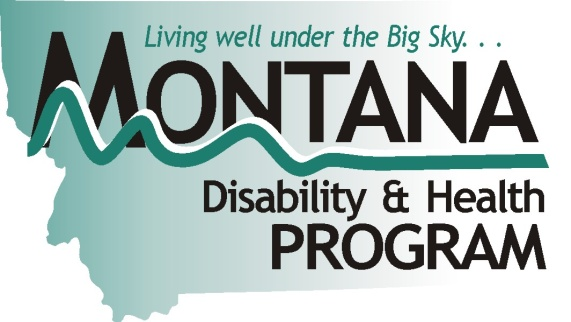 Living well under the Big Sky. . .
MONTANA
Disability & Health
PROGRAM